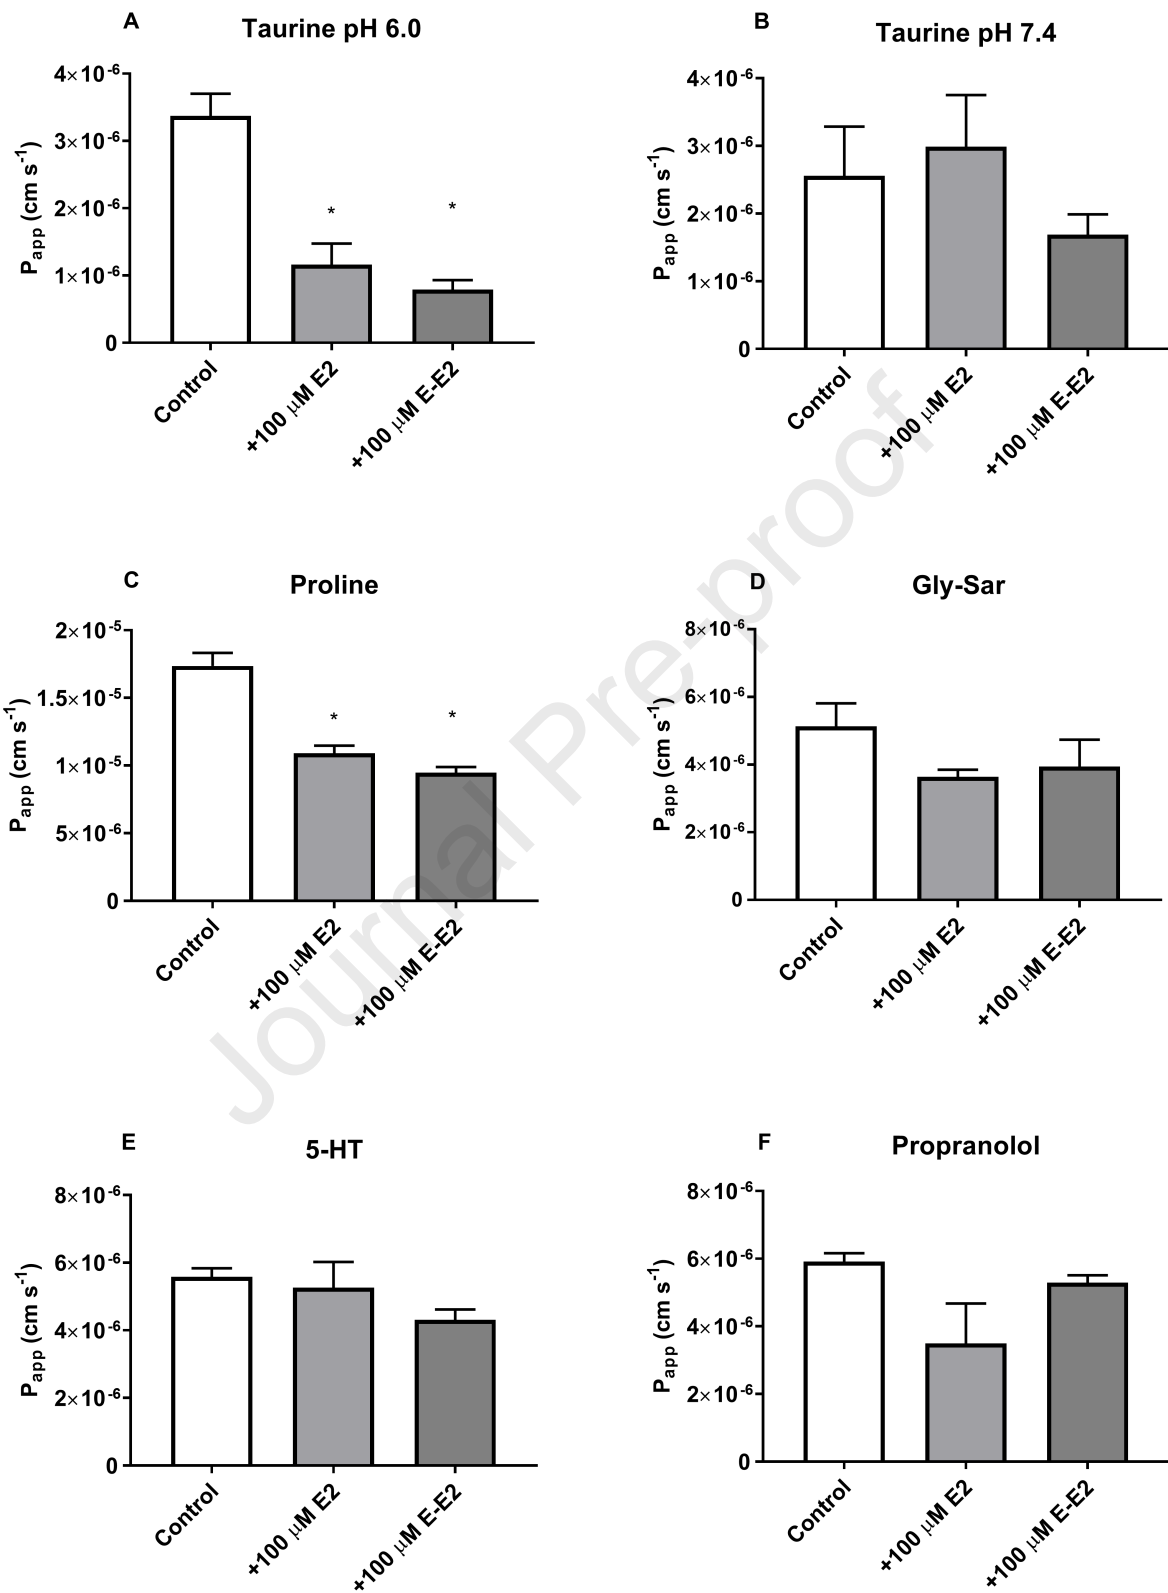 A
Taurine pH 6.0
4×10⁻⁶
3×10⁻⁶
2×10⁻⁶
1×10⁻⁶
0
Papp (cm s⁻¹)
*
*
Control
+100 µM E2
+100 µM E-E2
B
Taurine pH 7.4
4×10⁻⁶
3×10⁻⁶
2×10⁻⁶
1×10⁻⁶
0
Papp (cm s⁻¹)
Control
+100 µM E2
+100 µM E-E2
C
Proline
2×10⁻⁵
1.5×10⁻⁵
1×10⁻⁵
5×10⁻⁶
0
Papp (cm s⁻¹)
*
*
Control
+100 µM E2
+100 µM E-E2
D
Gly-Sar
8×10⁻⁶
6×10⁻⁶
4×10⁻⁶
2×10⁻⁶
0
Papp (cm s⁻¹)
Control
+100 µM E2
+100 µM E-E2
E
5-HT
8×10⁻⁶
6×10⁻⁶
4×10⁻⁶
2×10⁻⁶
0
Papp (cm s⁻¹)
Control
+100 µM E2
+100 µM E-E2
F
Propranolol
8×10⁻⁶
6×10⁻⁶
4×10⁻⁶
2×10⁻⁶
0
Papp (cm s⁻¹)
Control
+100 µM E2
+100 µM E-E2
Journal Pre-proof